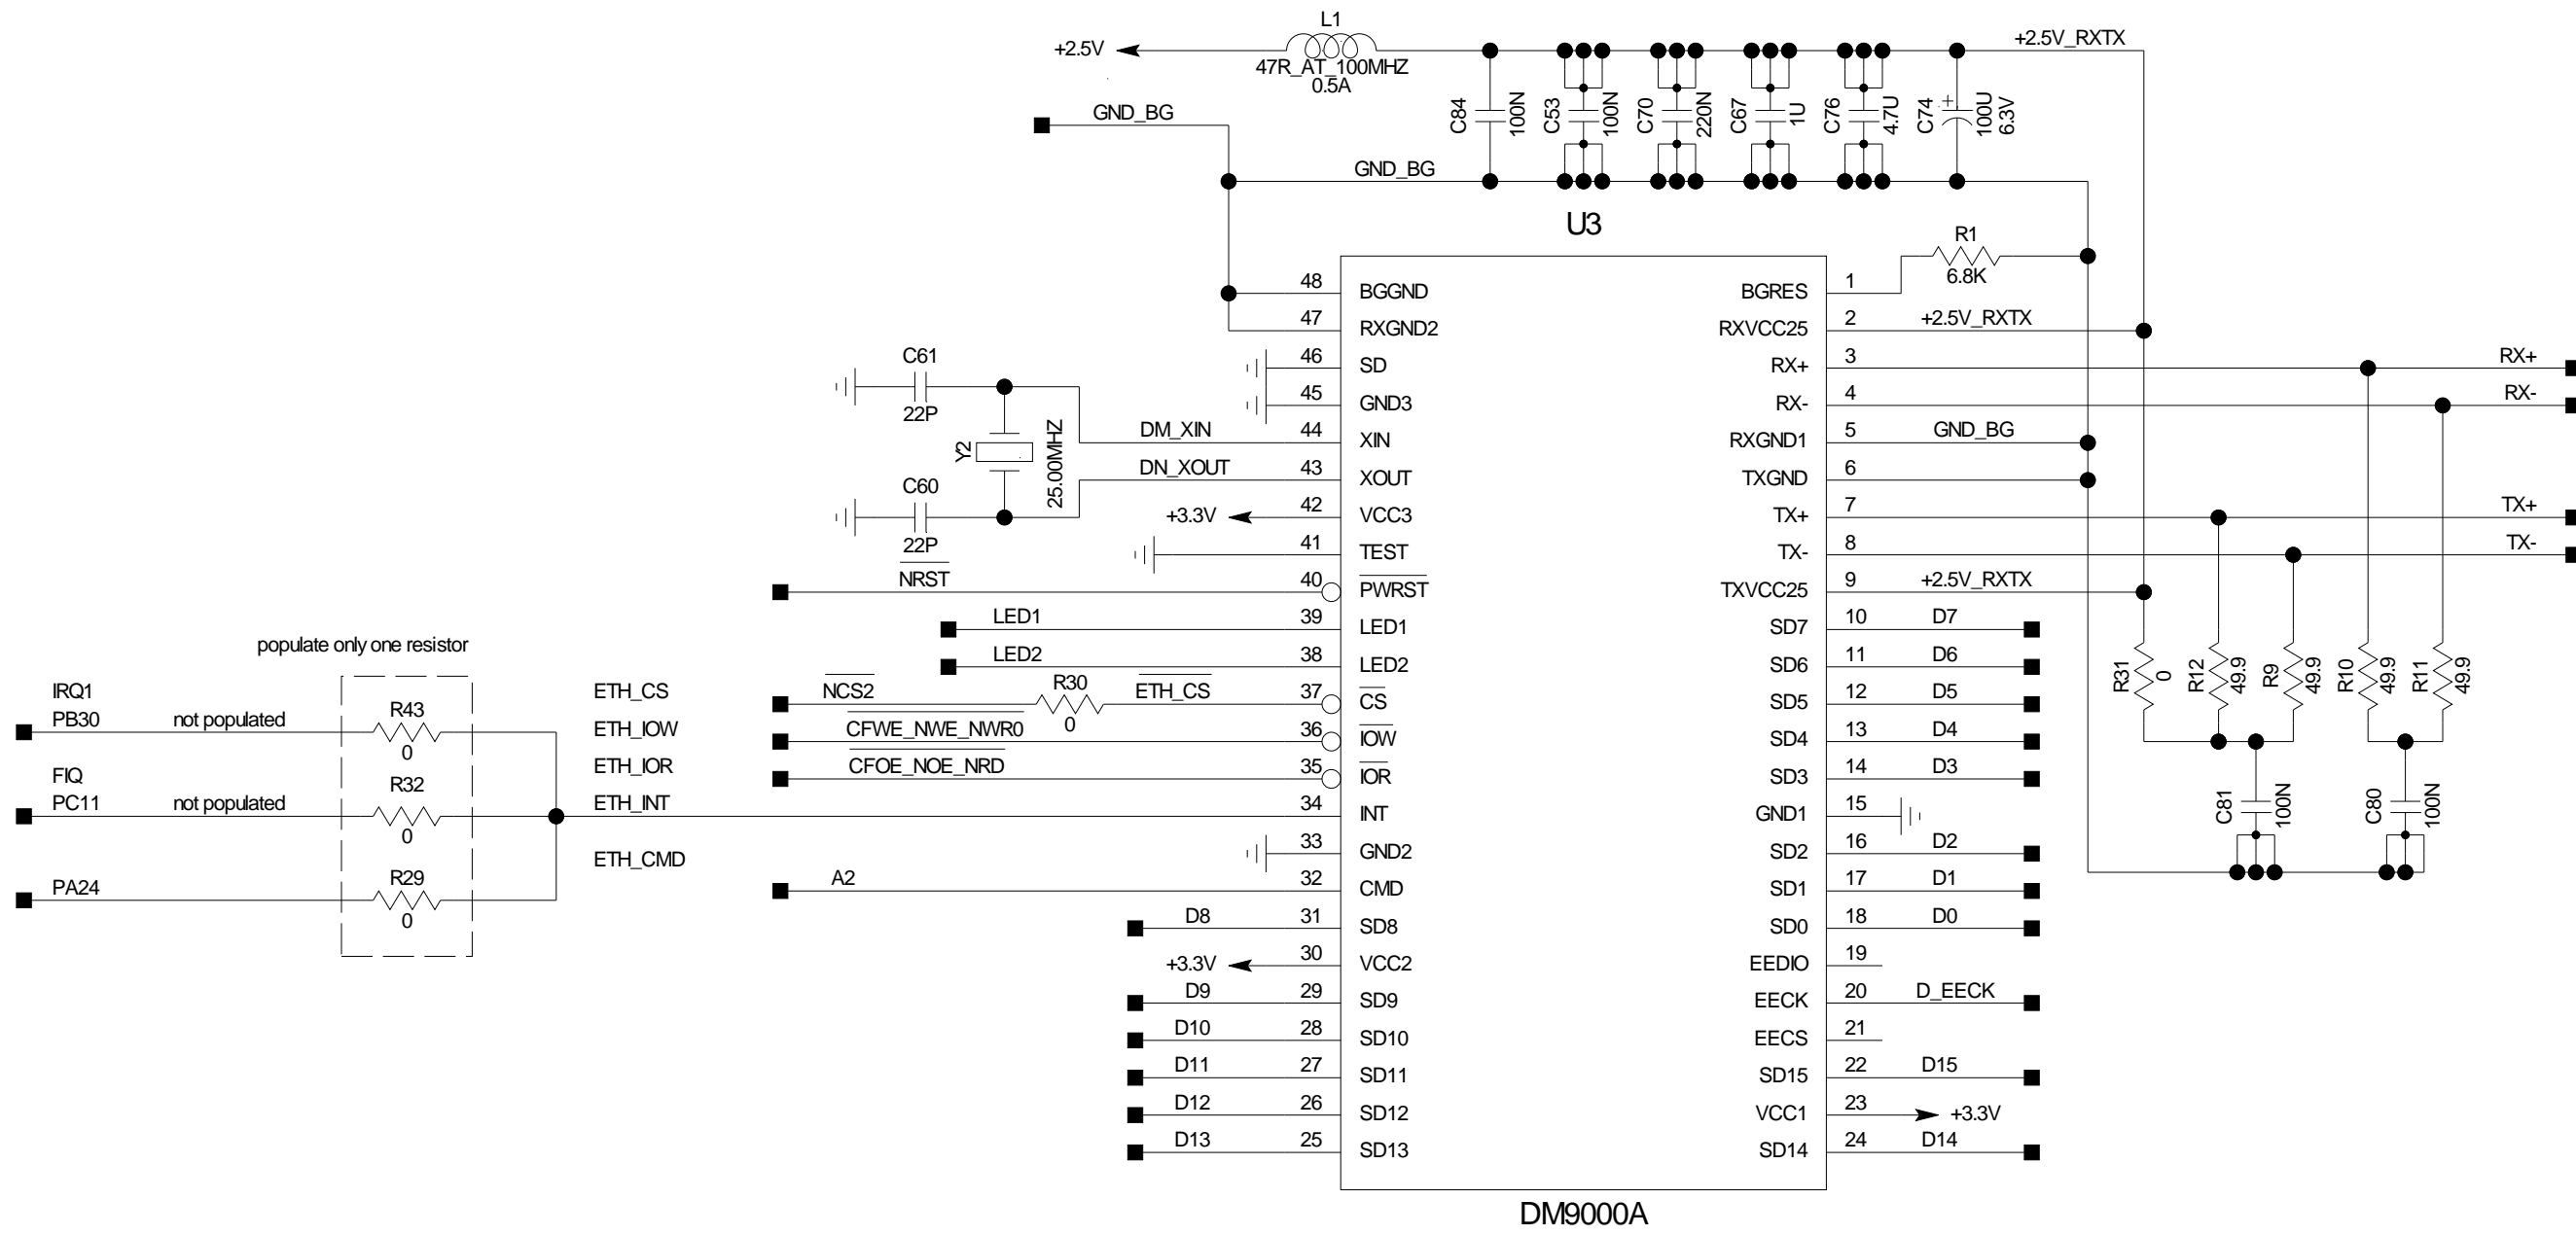 L1
+2.5V
47R_AT_100MHZ
0.5A
+2.5V_RXTX
GND_BG
C84
100N
C53
100N
C70
220N
C67
1U
C76
4.7U
C74
+
100U
6.3V
GND_BG
U3
R1
6.8K
48 BGGND
47 RXGND2
46 SD
45 GND3
DM_XIN 44 XIN
DN_XOUT 43 XOUT
+3.3V 42 VCC3
41 TEST
NRST 40 PWRST
LED1 39 LED1
LED2 38 LED2
NCS2 R30 0 ETH_CS 37 CS
CFWE_NWE_NWR0 36 IOW
CFOE_NOE_NRD 35 IOR
34 INT
33 GND2
A2 32 CMD
D8 31 SD8
+3.3V 30 VCC2
D9 29 SD9
D10 28 SD10
D11 27 SD11
D12 26 SD12
D13 25 SD13
BGRES 1
RXVCC25 2 +2.5V_RXTX
RX+ 3 RX+
RX- 4 RX-
RXGND1 5 GND_BG
TXGND 6
TX+ 7 TX+
TX- 8 TX-
TXVCC25 9 +2.5V_RXTX
SD7 10 D7
SD6 11 D6
SD5 12 D5
SD4 13 D4
SD3 14 D3
GND1 15
SD2 16 D2
SD1 17 D1
SD0 18 D0
EEDIO 19
EECK 20 D_EECK
EECS 21
SD15 22 D15
VCC1 23 +3.3V
SD14 24 D14
DM9000A
C61
22P
Y2
25.00MHZ
C60
22P
populate only one resistor
IRQ1
PB30 not populated
R43
0
FIQ
PC11 not populated
R32
0
PA24
R29
0
ETH_CS
ETH_IOW
ETH_IOR
ETH_INT
ETH_CMD
R31
0
R12
49.9
R9
49.9
R10
49.9
R11
49.9
C81
100N
C80
100N